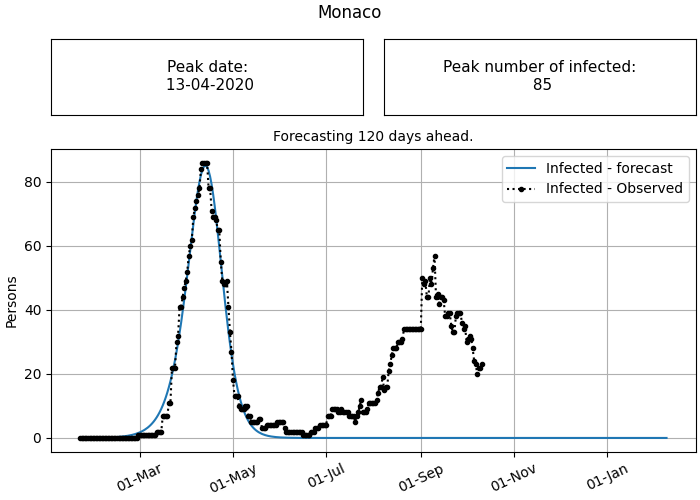 Monaco
Peak date:
13-04-2020
Peak number of infected:
85
Forecasting 120 days ahead.
Infected - forecast
Infected - Observed
Persons
80
60
40
20
0
01-Mar
01-May
01-Jul
01-Sep
01-Nov
01-Jan